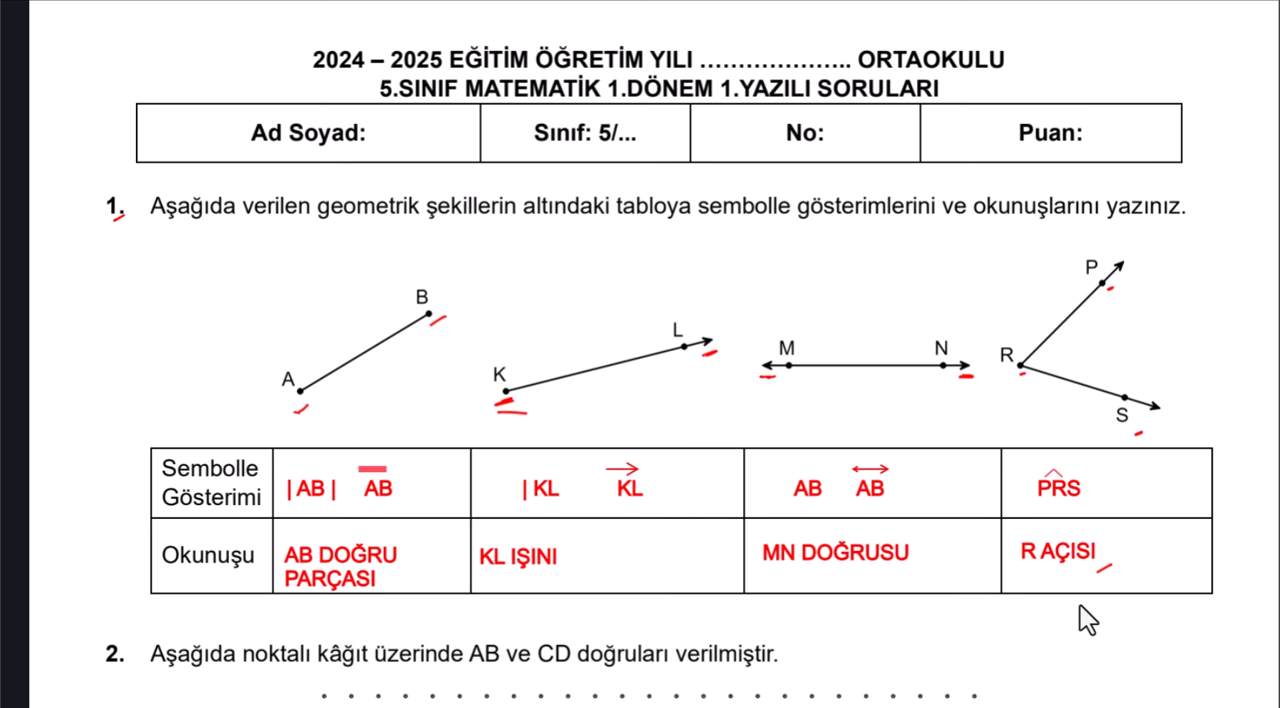 2024 – 2025 EĞİTİM ÖĞRETİM YILI ………………… ORTAOKULU
5.SINIF MATEMATİK 1.DÖNEM 1.YAZILI SORULARI
Ad Soyad: Sınıf: 5/... No: Puan:
1. Aşağıda verilen geometrik şekillerin altındaki tabloya sembolle gösterimlerini ve okunuşlarını yazınız.
P
B
L
M N R
K
A
S
Sembolle
Gösterimi | AB | AB | KL KL AB AB PRS
Okunuşu AB DOĞRU KL IŞINI MN DOĞRUSU R AÇISI
PARÇASI
2. Aşağıda noktalı kâğıt üzerinde AB ve CD doğruları verilmiştir.